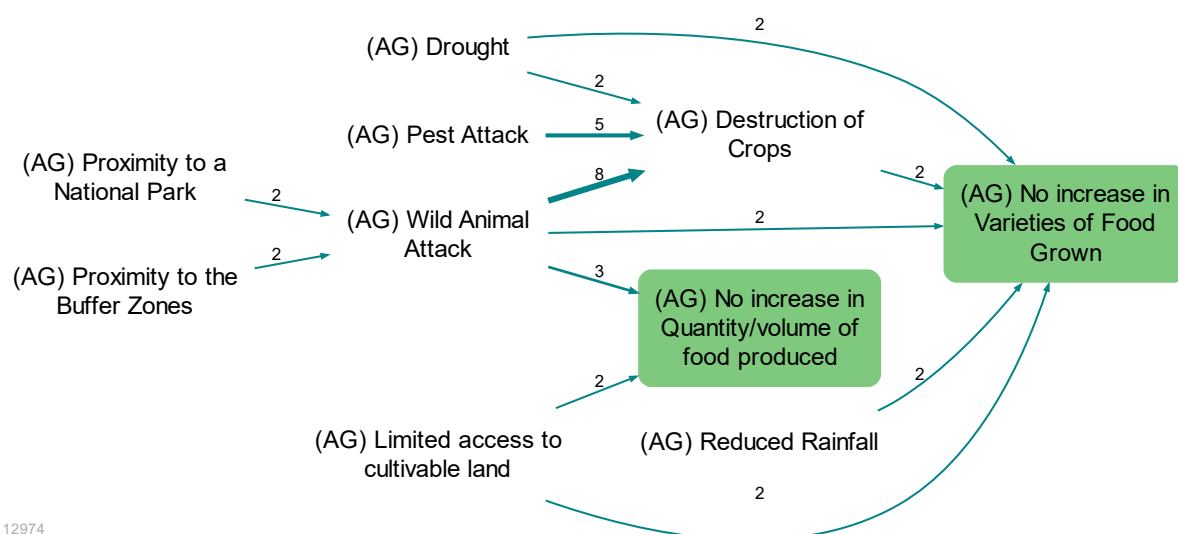 2
(AG) Drought
2
(AG) Pest Attack
5
(AG) Destruction of
Crops
(AG) Proximity to a
National Park
2
8
2
(AG) No increase in
Varieties of Food
Grown
(AG) Wild Animal
Attack
2
(AG) Proximity to the
Buffer Zones
2
3
(AG) No increase in
Quantity/volume of
food produced
2
2
(AG) Limited access to
cultivable land
(AG) Reduced Rainfall
2
12974